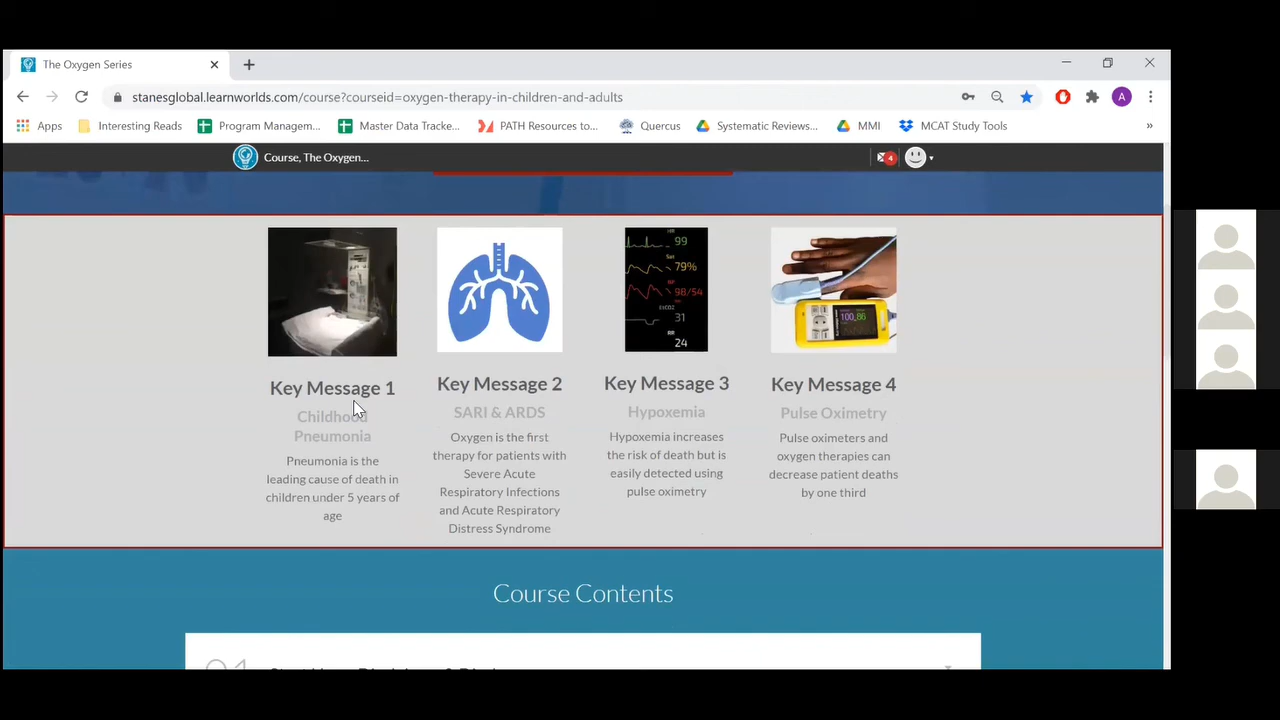 The Oxygen Series
stanesglobal.learnworlds.com/course?courseid=oxygen-therapy-in-children-and-adults
A
Apps
Interesting Reads
Program Managem...
Master Data Tracke...
PATH Resources to...
Quercus
Systematic Reviews...
MMI
MCAT Study Tools
»
Course, The Oxygen...
4
99
79%
98/54
31
RR
24
100 86
Key Message 1
Childhood
Pneumonia
Pneumonia is the
leading cause of death in
children under 5 years of
age
Key Message 2
SARI & ARDS
Oxygen is the first
therapy for patients with
Severe Acute
Respiratory Infections
and Acute Respiratory
Distress Syndrome
Key Message 3
Hypoxemia
Hypoxemia increases
the risk of death but is
easily detected using
pulse oximetry
Key Message 4
Pulse Oximetry
Pulse oximeters and
oxygen therapies can
decrease patient deaths
by one third
Course Contents